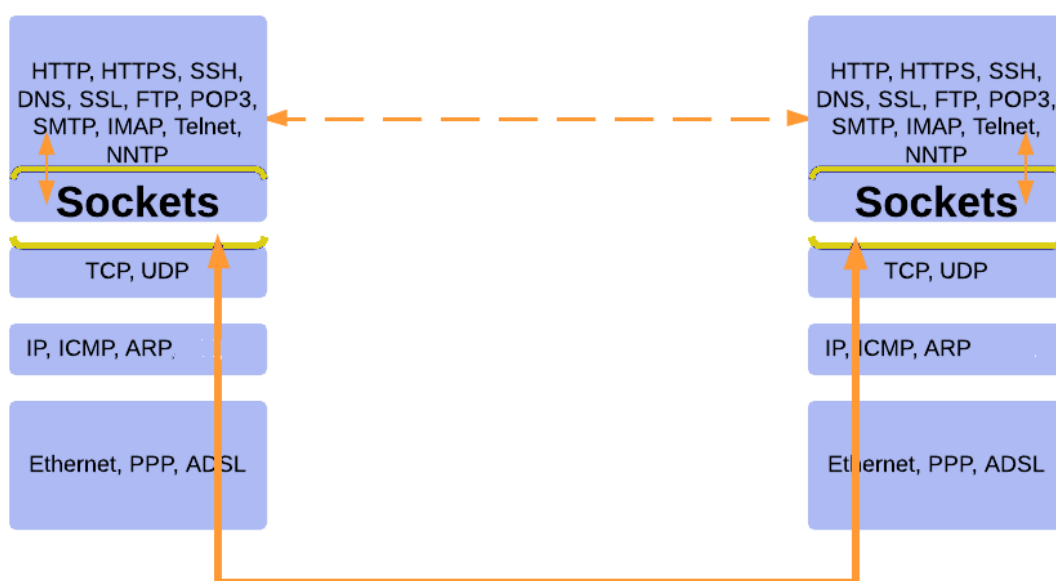 HTTP, HTTPS, SSH,
DNS, SSL, FTP, POP3,
SMTP, IMAP, Telnet,
NNTP
Sockets
TCP, UDP
IP, ICMP, ARP,
Ethernet, PPP, ADSL
HTTP, HTTPS, SSH,
DNS, SSL, FTP, POP3,
SMTP, IMAP, Telnet,
NNTP
Sockets
TCP, UDP
IP, ICMP, ARP
Ethernet, PPP, ADSL